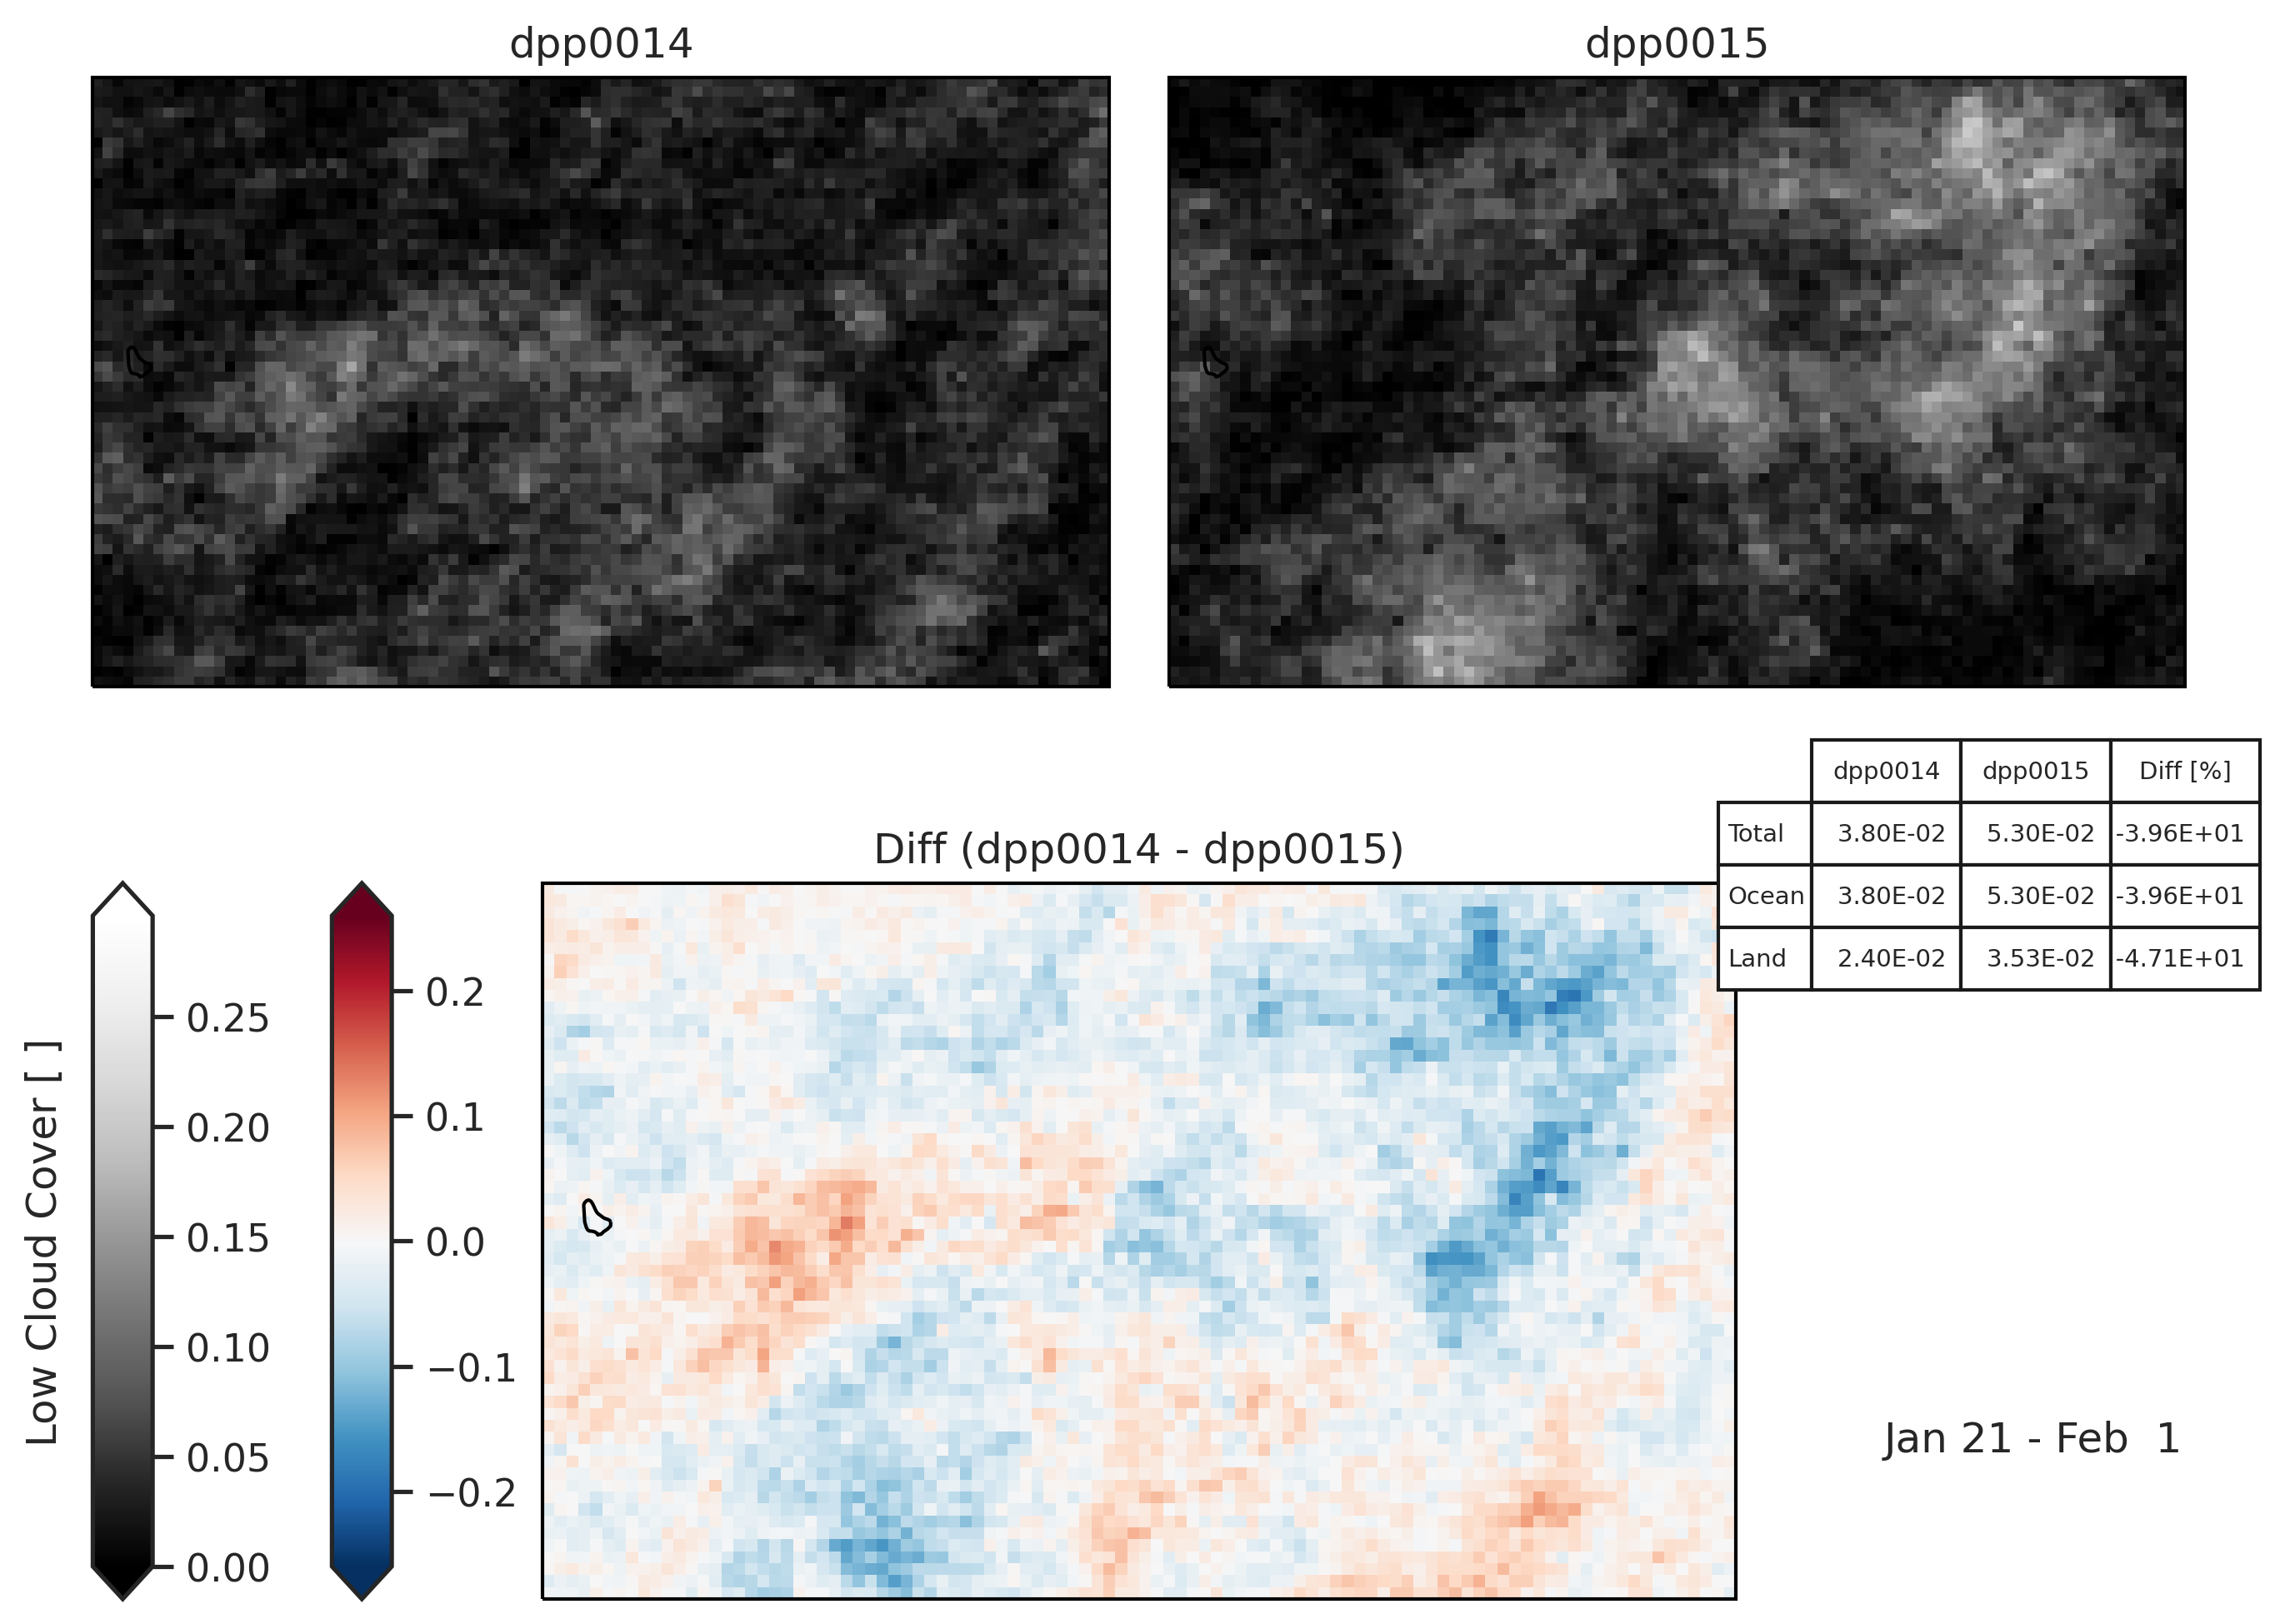 dpp0014
dpp0015
dpp0014 dpp0015 Diff [%]
Total 3.80E-02 5.30E-02 -3.96E+01
Ocean 3.80E-02 5.30E-02 -3.96E+01
Land 2.40E-02 3.53E-02 -4.71E+01
Diff (dpp0014 - dpp0015)
Low Cloud Cover [ ]
0.25
0.20
0.15
0.10
0.05
0.00
0.2
0.1
0.0
−0.1
−0.2
Jan 21 - Feb  1